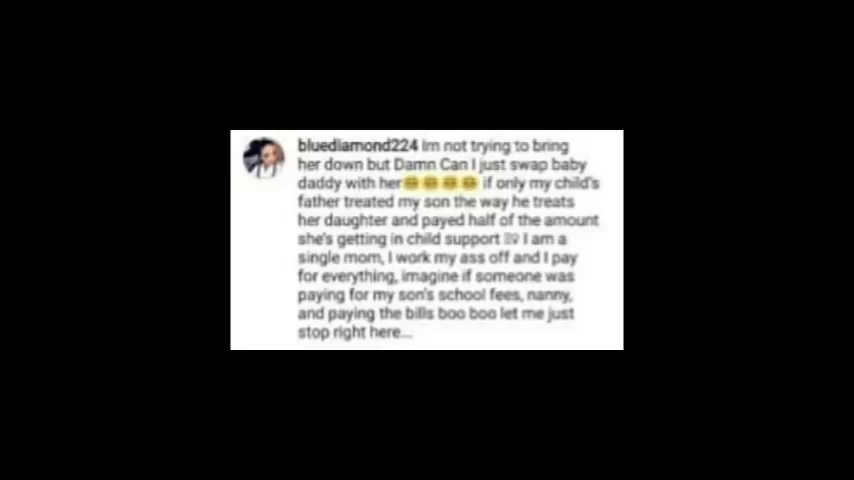 bluediamond224 Im not trying to bring
her down but Damn Can I just swap baby
daddy with her😂😂😂😂 if only my child's
father treated my son the way he treats
her daughter and payed half of the amount
she's getting in child support I am a
single mom, I work my ass off and I pay
for everything, imagine if someone was
paying for my son's school fees, nanny,
and paying the bills boo boo let me just
stop right here...